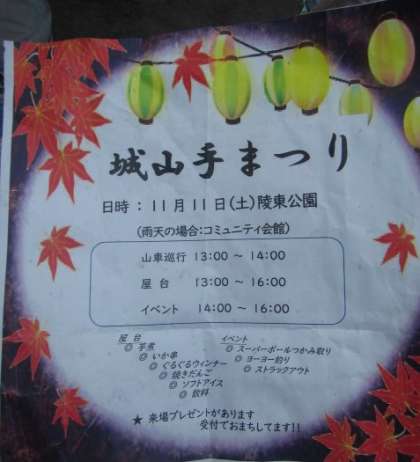 城山手まつり
日時：11月11日(土)陵東公園
(雨天の場合:コミュニティ会館)
山車巡行 13:00 ～ 14:00
屋台 13:00 ～ 16:00
イベント 14:00 ～ 16:00
屋台
◎ 芋煮
◎ いか串
◎ ぐるぐるウィンナー
◎ 焼きだんご
◎ ソフトアイス
◎ 飲料
イベント
◎ スーパーボールつかみ取り
◎ ヨーヨー釣り
◎ ストラックアウト
★ 来場プレゼントがあります
受付でおまちしてます!!